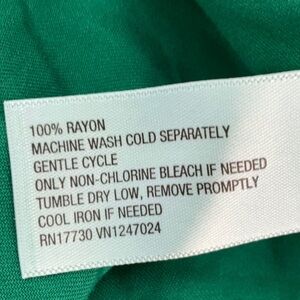 100% RAYON
MACHINE WASH COLD SEPARATELY
GENTLE CYCLE
ONLY NON-CHLORINE BLEACH IF NEEDED
TUMBLE DRY LOW, REMOVE PROMPTLY
COOL IRON IF NEEDED
RN17730 VN1247024